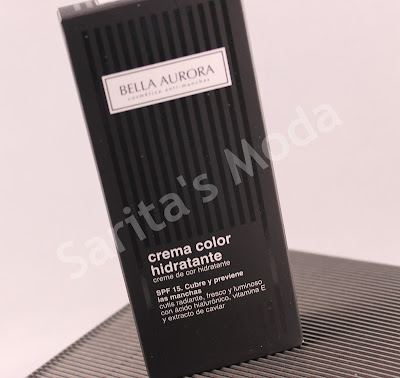 BELLA AURORA
cosmética anti-manchas
crema color
hidratante
creme de cor hidratante
SPF 15. Cubre y previene
las manchas
cutis radiante, fresco y luminoso
con ácido hialurónico, vitamina E
y extracto de caviar
Sarita's Moda